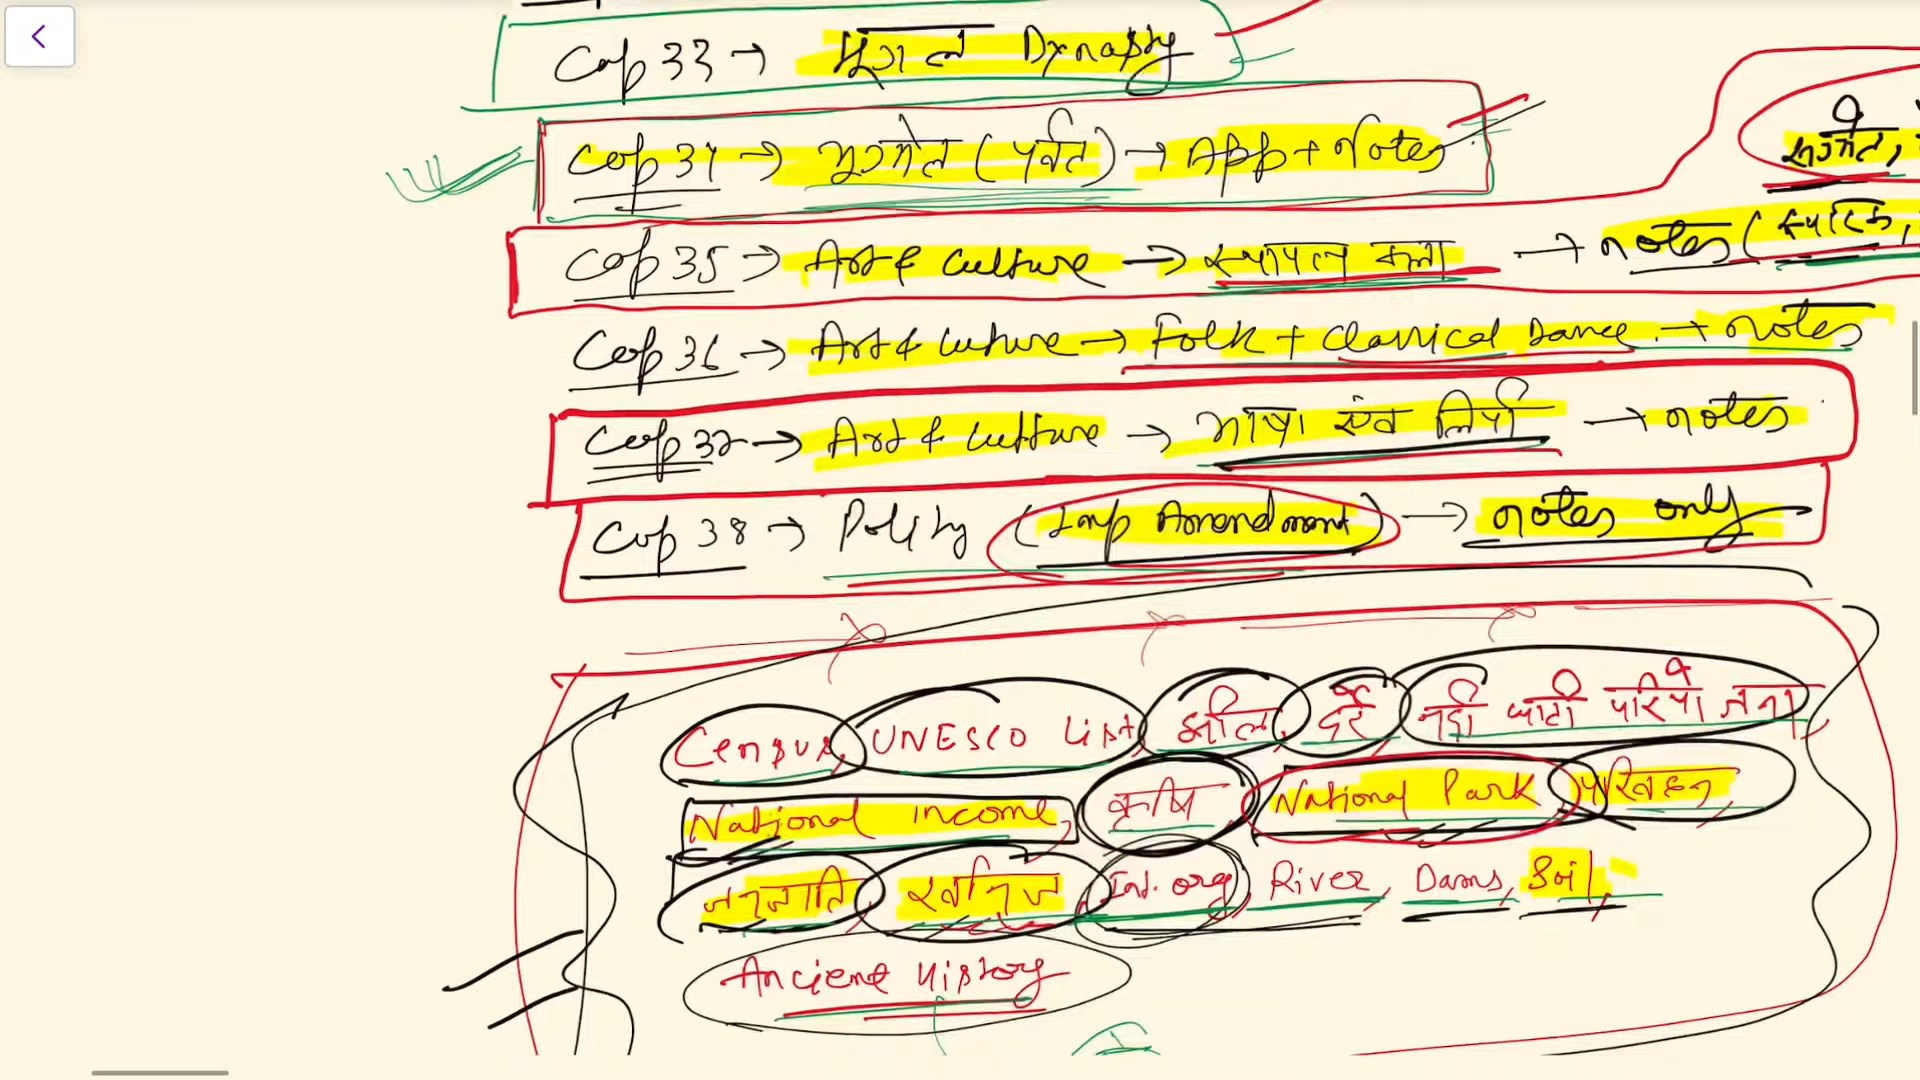 Cop 33 → मुगल Dynasty
Cop 34 → भूगोल (पर्वत) → App + Notes
Cop 35 → Art & Culture → स्थापत्य कला → notes (
Cop 36 → Art & Culture → Folk + Classical Dance → notes
Cop 37 → Art & Culture → भाषा एंव लिपी → notes
Cop 38 → Polity (Imp Amendment) → notes only
Census, UNESCO List, झील, दर्रे, नदी घाटी परियोजना,
National income, कृषि, National Park, परिवहन,
जनजाति, खनिज, Int. org, River, Dams, Soil,
Ancient History